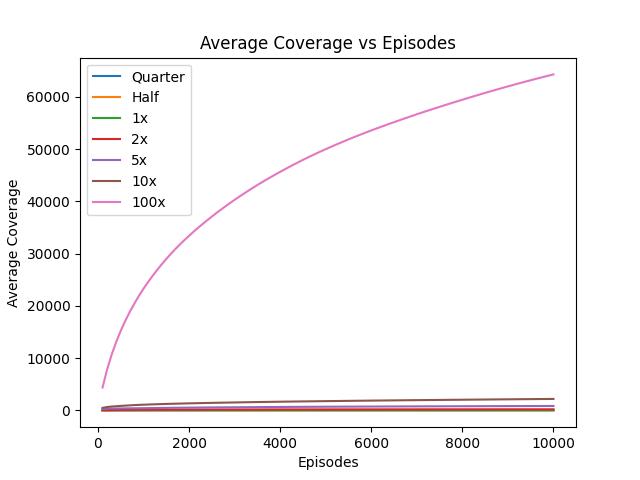 Average Coverage vs Episodes
Quarter
Half
1x
2x
5x
10x
100x
Average Coverage
60000
50000
40000
30000
20000
10000
0
0 2000 4000 6000 8000 10000
Episodes